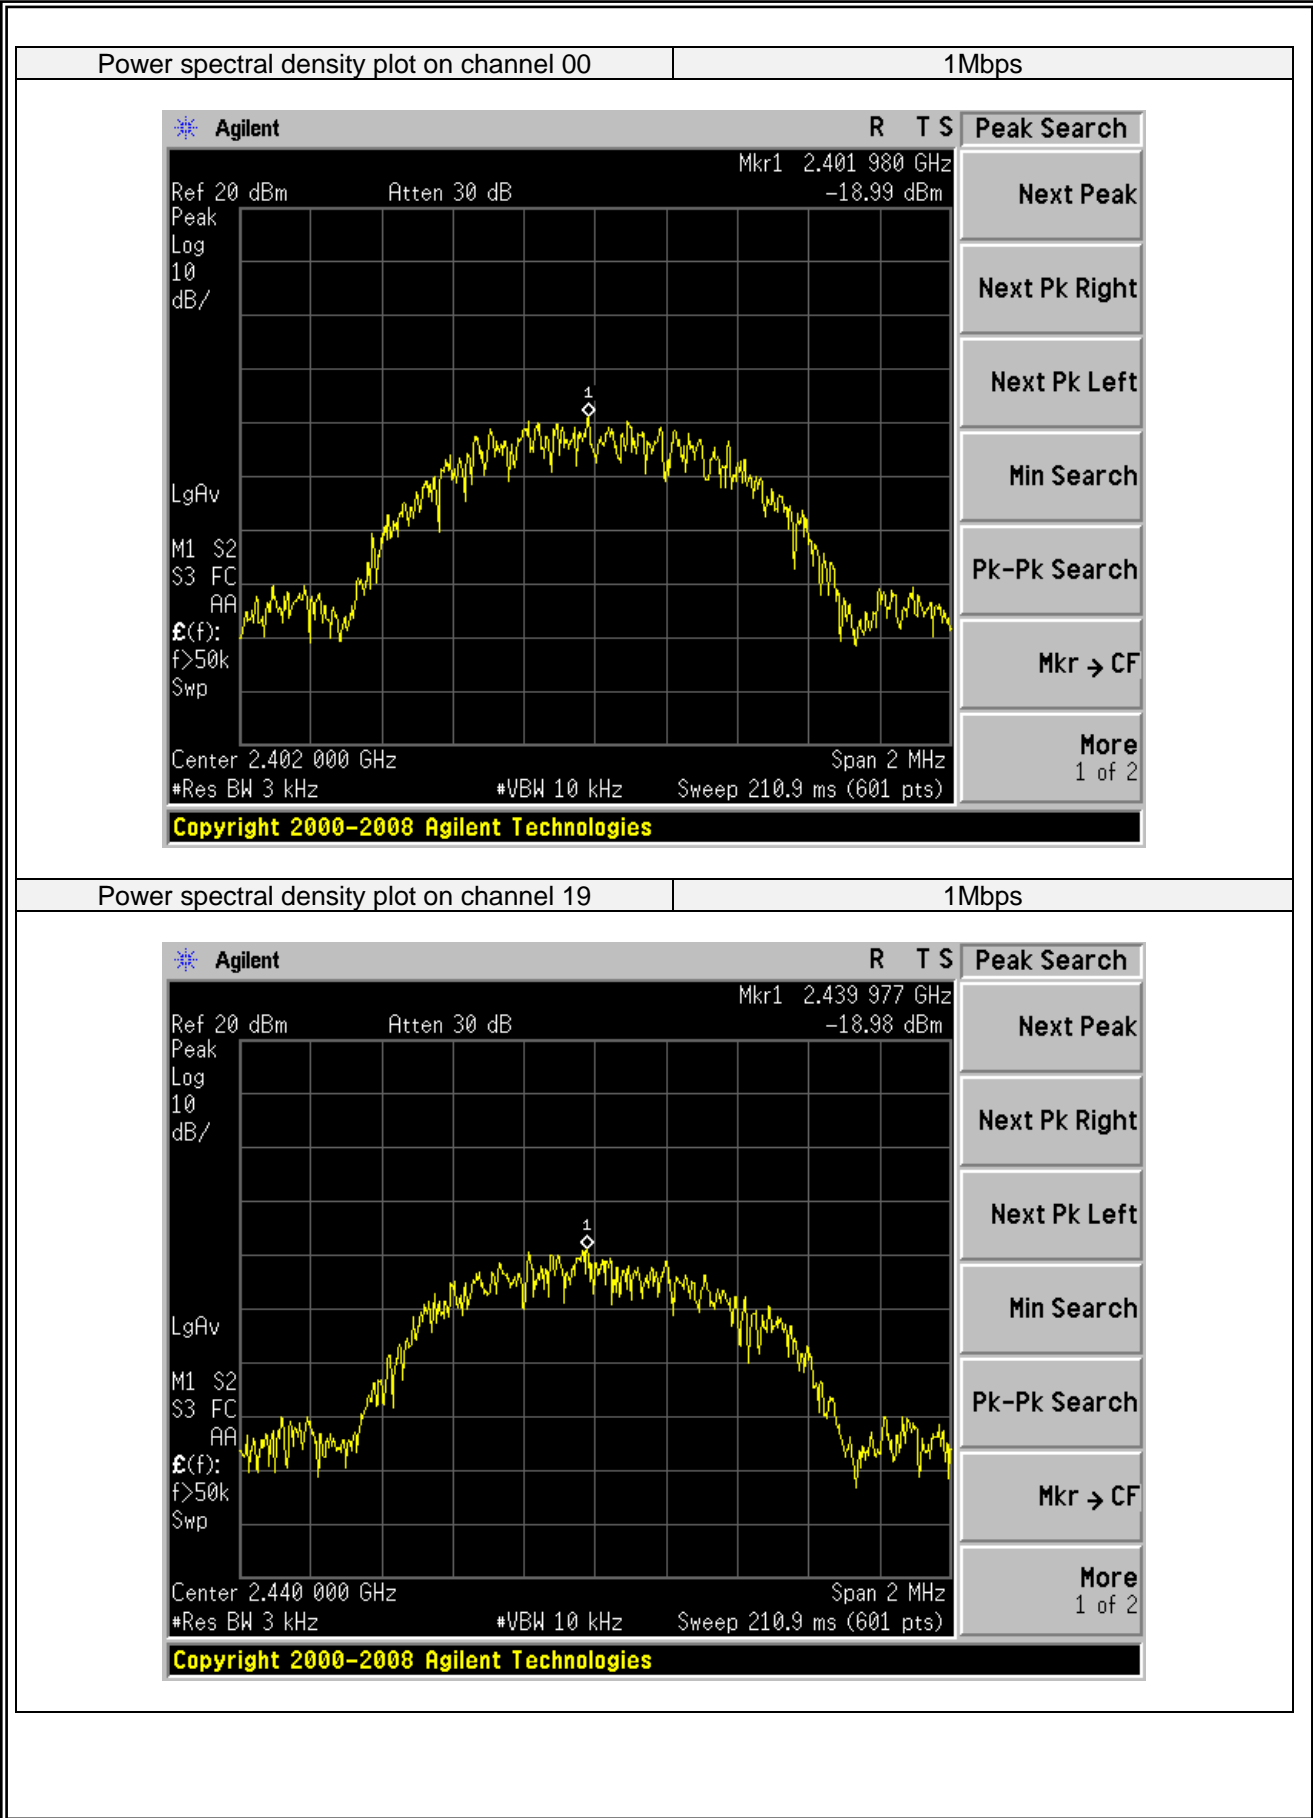 Power spectral density plot on channel 00 1Mbps
Agilent R T S Peak Search
Mkr1 2.401 980 GHz
Ref 20 dBm Atten 30 dB -18.99 dBm Next Peak
Peak
Log
10
dB/ Next Pk Right
1 Next Pk Left
LgAv Min Search
M1 S2
S3 FC Pk-Pk Search
AA
£(f):
f>50k Mkr → CF
Swp
Center 2.402 000 GHz Span 2 MHz More
#Res BW 3 kHz #VBW 10 kHz Sweep 210.9 ms (601 pts) 1 of 2
Copyright 2000-2008 Agilent Technologies
Power spectral density plot on channel 19 1Mbps
Agilent R T S Peak Search
Mkr1 2.439 977 GHz
Ref 20 dBm Atten 30 dB -18.98 dBm Next Peak
Peak
Log
10
dB/ Next Pk Right
1 Next Pk Left
LgAv Min Search
M1 S2
S3 FC Pk-Pk Search
AA
£(f):
f>50k Mkr → CF
Swp
Center 2.440 000 GHz Span 2 MHz More
#Res BW 3 kHz #VBW 10 kHz Sweep 210.9 ms (601 pts) 1 of 2
Copyright 2000-2008 Agilent Technologies